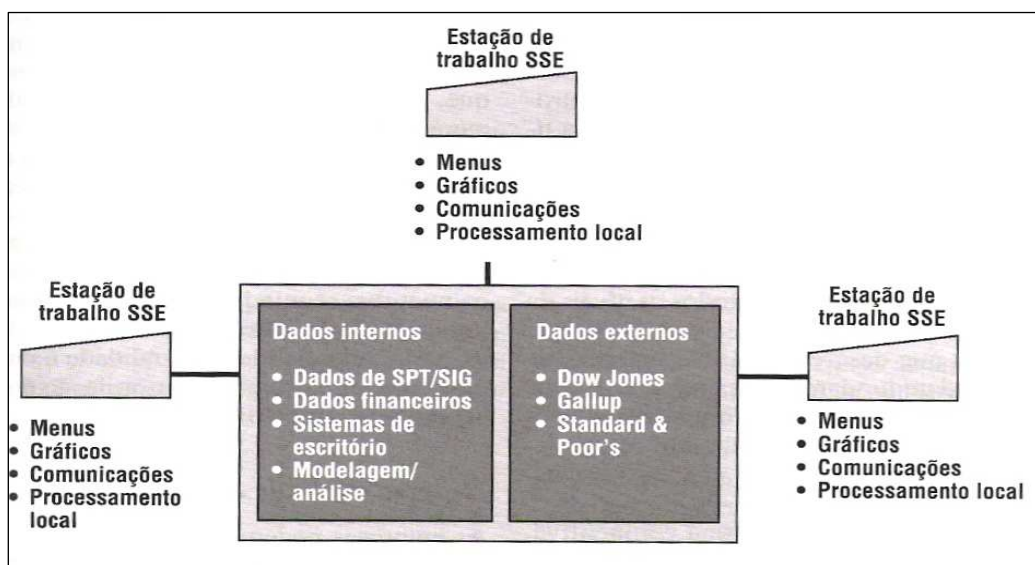 Estação de
trabalho SSE
• Menus
• Gráficos
• Comunicações
• Processamento local
Estação de
trabalho SSE
• Menus
• Gráficos
• Comunicações
• Processamento
local
Dados internos
• Dados de SPT/SIG
• Dados financeiros
• Sistemas de
escritório
• Modelagem/
análise
Dados externos
• Dow Jones
• Gallup
• Standard &
Poor's
Estação de
trabalho SSE
• Menus
• Gráficos
• Comunicações
• Processamento local